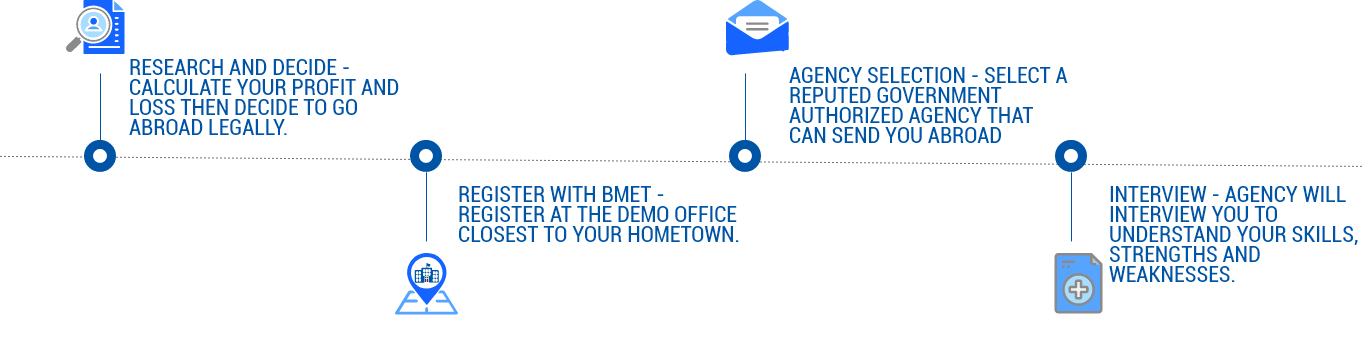 RESEARCH AND DECIDE -
CALCULATE YOUR PROFIT AND
LOSS THEN DECIDE TO GO
ABROAD LEGALLY.
REGISTER WITH BMET -
REGISTER AT THE DEMO OFFICE
CLOSEST TO YOUR HOMETOWN.
AGENCY SELECTION - SELECT A
REPUTED GOVERNMENT
AUTHORIZED AGENCY THAT
CAN SEND YOU ABROAD
INTERVIEW - AGENCY WILL
INTERVIEW YOU TO
UNDERSTAND YOUR SKILLS,
STRENGTHS AND
WEAKNESSES.